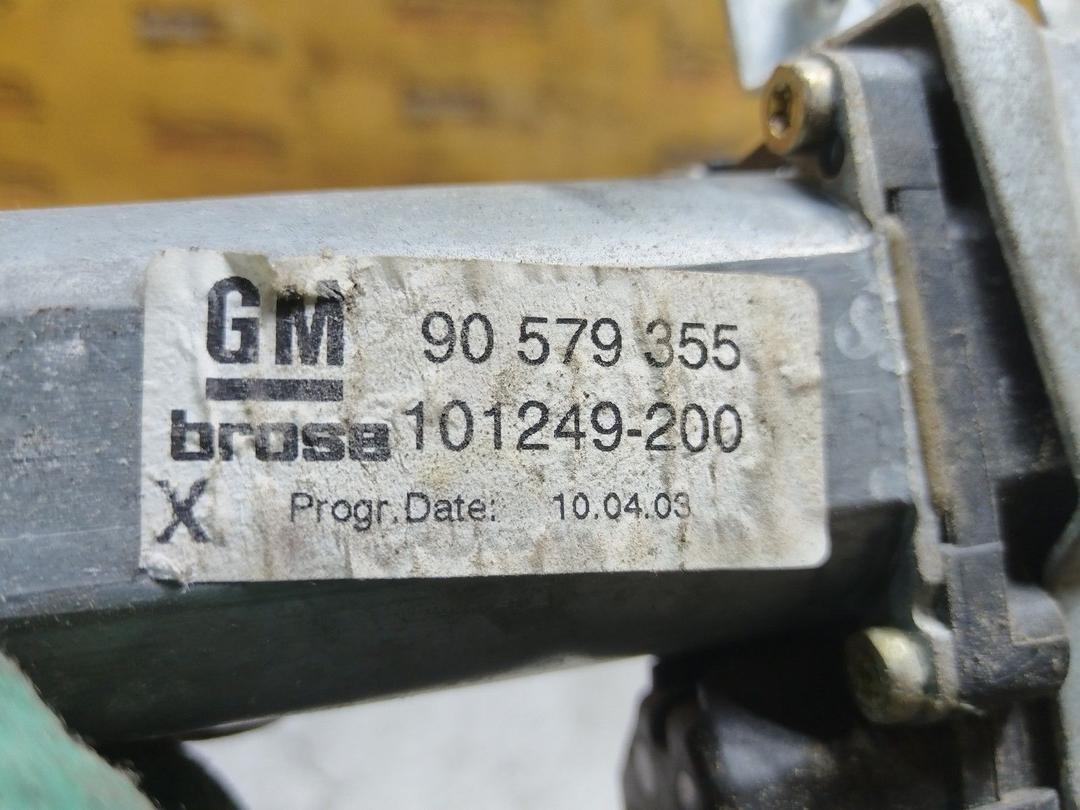 GM 90 579 355
brose 101249-200
X Progr.Date: 10.04.03